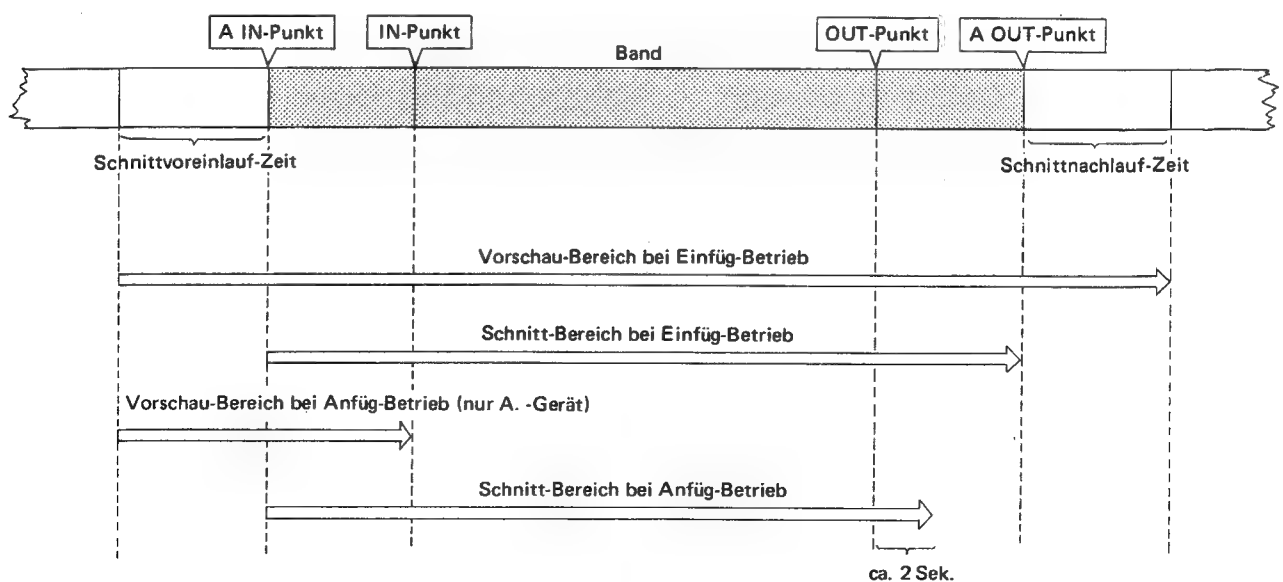 A IN-Punkt
IN-Punkt
OUT-Punkt
A OUT-Punkt
Band
Schnittvoreinlauf-Zeit
Schnittnachlauf-Zeit
Vorschau-Bereich bei Einfüg-Betrieb
Schnitt-Bereich bei Einfüg-Betrieb
Vorschau-Bereich bei Anfüg-Betrieb (nur A. -Gerät)
Schnitt-Bereich bei Anfüg-Betrieb
ca. 2 Sek.